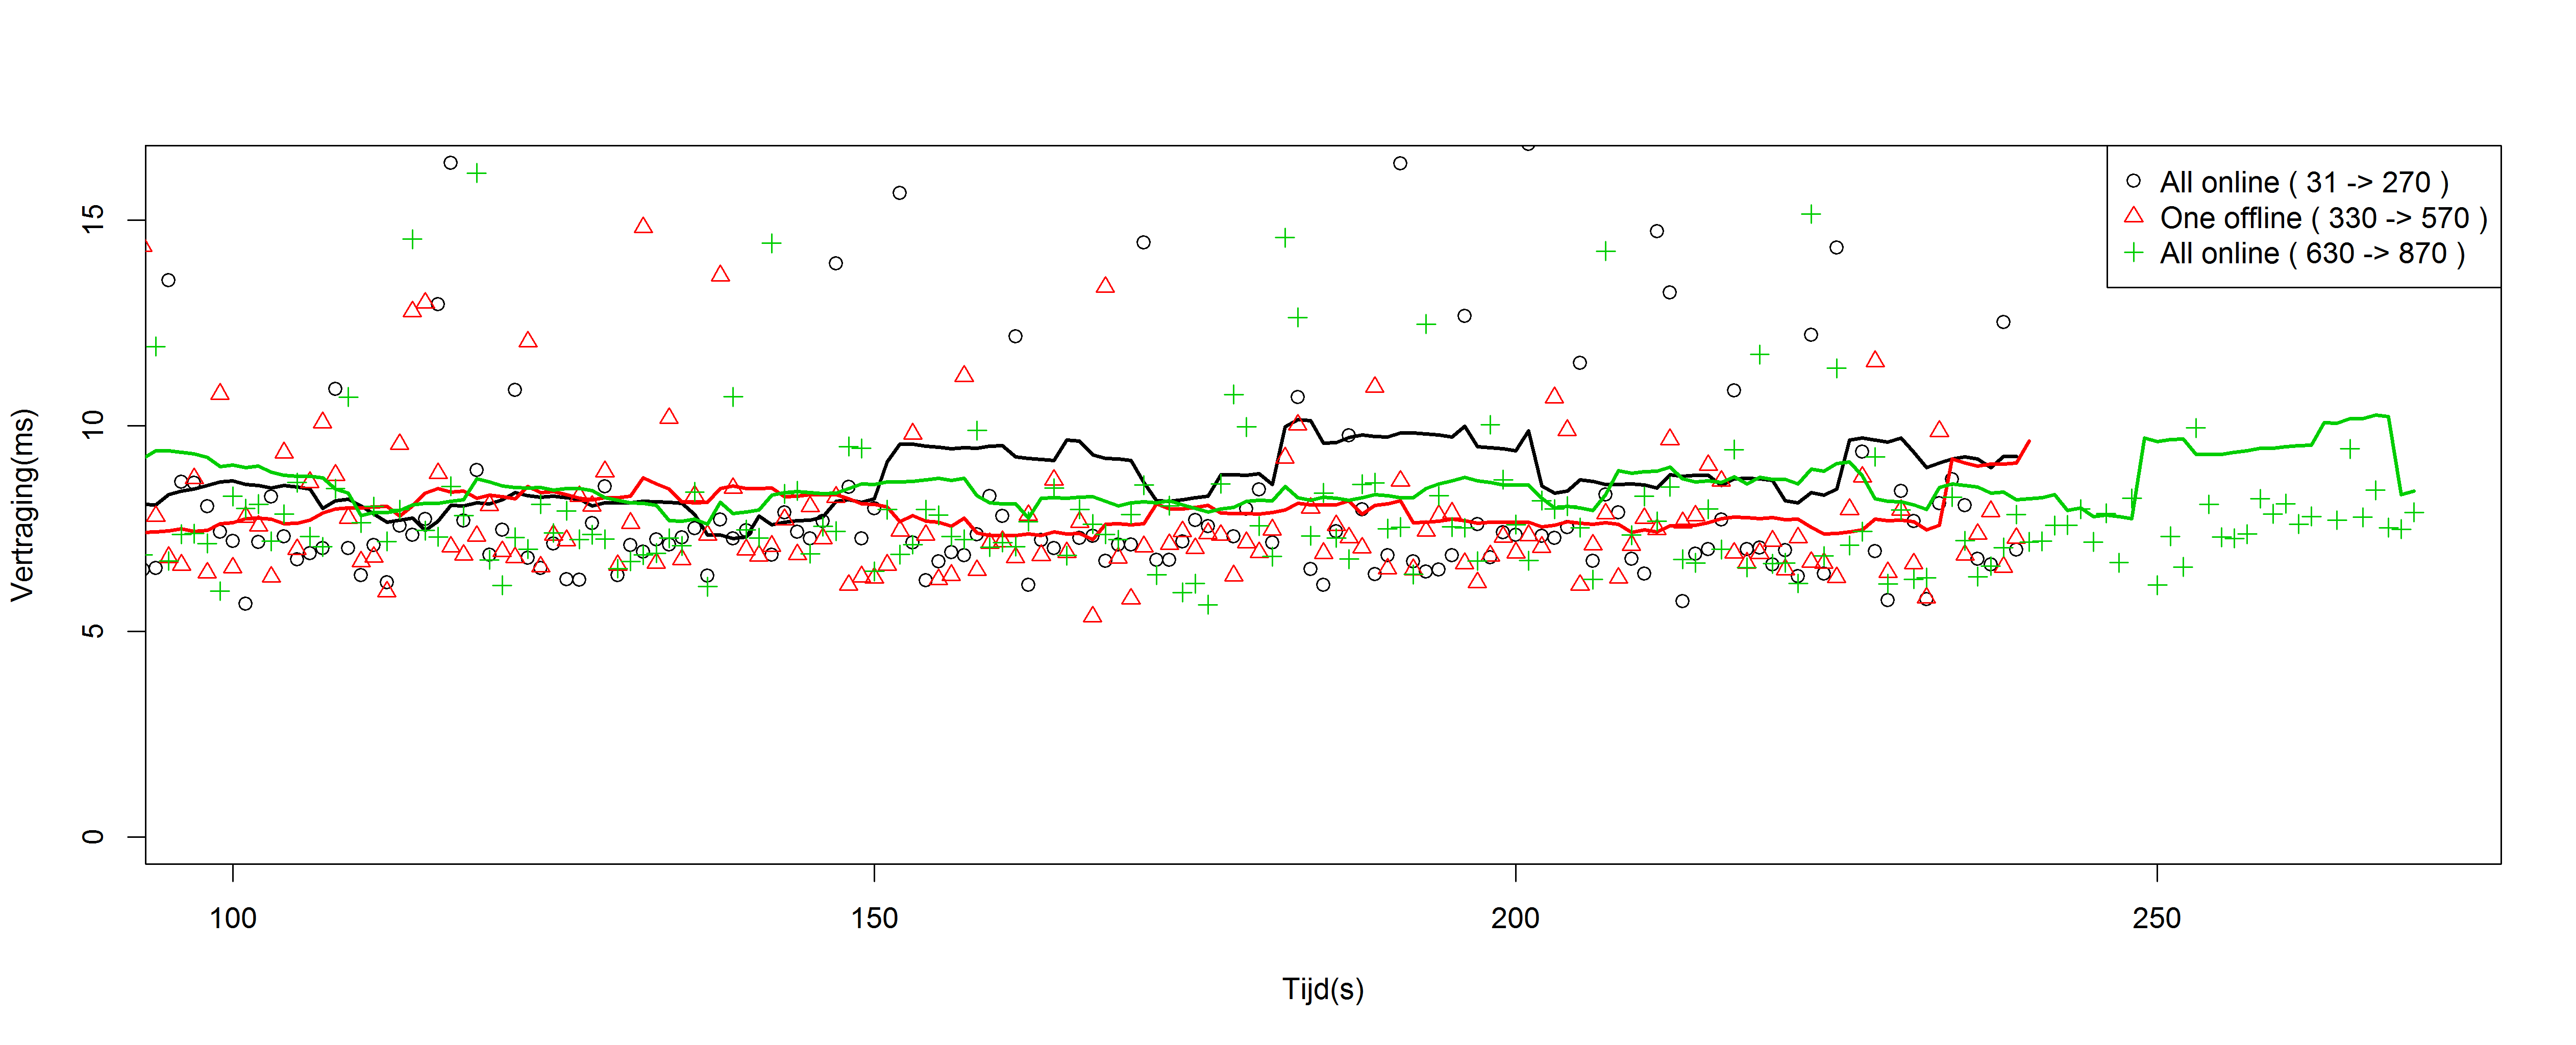 All online ( 31 -> 270 )
One offline ( 330 -> 570 )
All online ( 630 -> 870 )
Vertraging(ms)
15
10
5
0
100
150
200
250
Tijd(s)